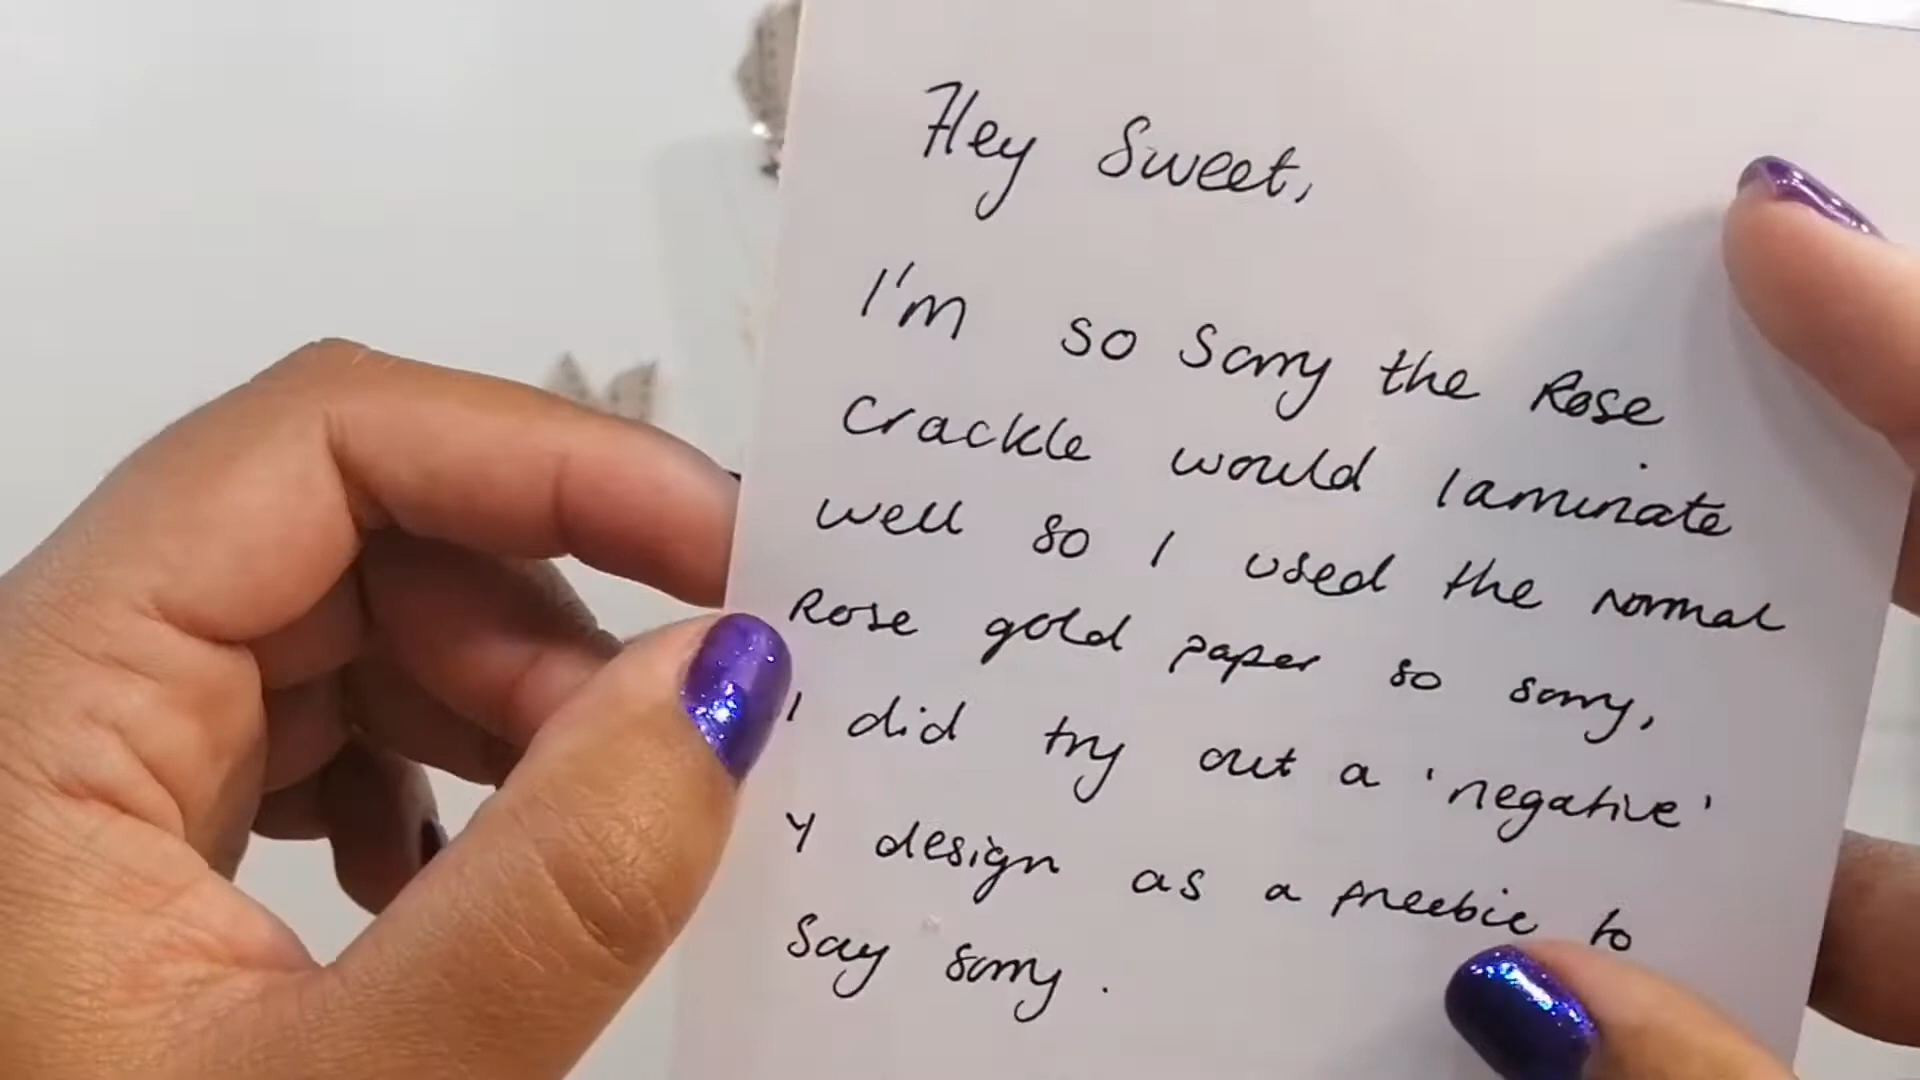 Hey Sweet,
I'm so sorry the Rose
Crackle would laminate
well so I used the normal
Rose gold paper so sorry,
I did try out a 'negative'
Y design as a freebie to
Say sorry.